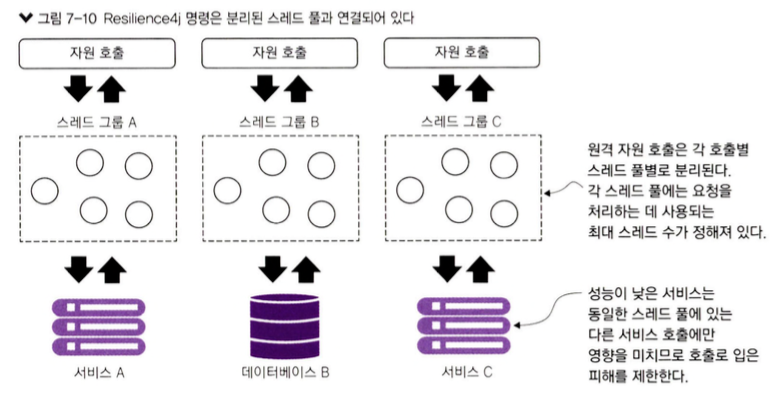 그림 7-10 Resilience4j 명령은 분리된 스레드 풀과 연결되어 있다
자원 호출
자원 호출
자원 호출
스레드 그룹 A
스레드 그룹 B
스레드 그룹 C
원격 자원 호출은 각 호출별
스레드 풀별로 분리된다.
각 스레드 풀에는 요청을
처리하는 데 사용되는
최대 스레드 수가 정해져 있다.
성능이 낮은 서비스는
동일한 스레드 풀에 있는
다른 서비스 호출에만
영향을 미치므로 호출로 입은
피해를 제한한다.
서비스 A
데이터베이스 B
서비스 C